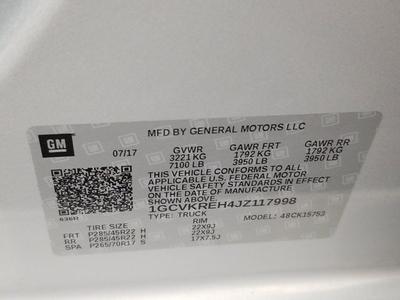 GM
MFD BY GENERAL MOTORS LLC
07/17 GVWR GAWR FRT GAWR RR
3221 KG 1792 KG 1792 KG
7100 LB 3950 LB 3950 LB
THIS VEHICLE CONFORMS TO ALL
APPLICABLE U.S. FEDERAL MOTOR
VEHICLE SAFETY AND THEFT
PREVENTION STANDARDS IN EFFECT
ON THE DATE OF MANUFACTURE
SHOWN ABOVE.
1GCVKREH4JZ117998
TYPE: TRUCK MODEL: 48CK15753
TIRE SIZE RIM
FRT P285/45R22 H 22X9J
RR P285/45R22 H 22X9J
SPA P265/70R17 S 17X7.5J